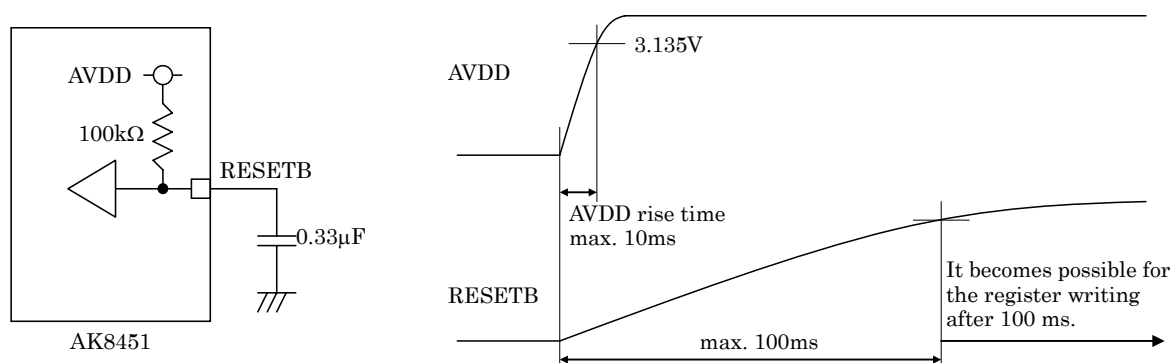 AVDD
100kΩ
RESETB
0.33μF
AK8451
AVDD
3.135V
AVDD rise time
max. 10ms
RESETB
max. 100ms
It becomes possible for
the register writing
after 100 ms.